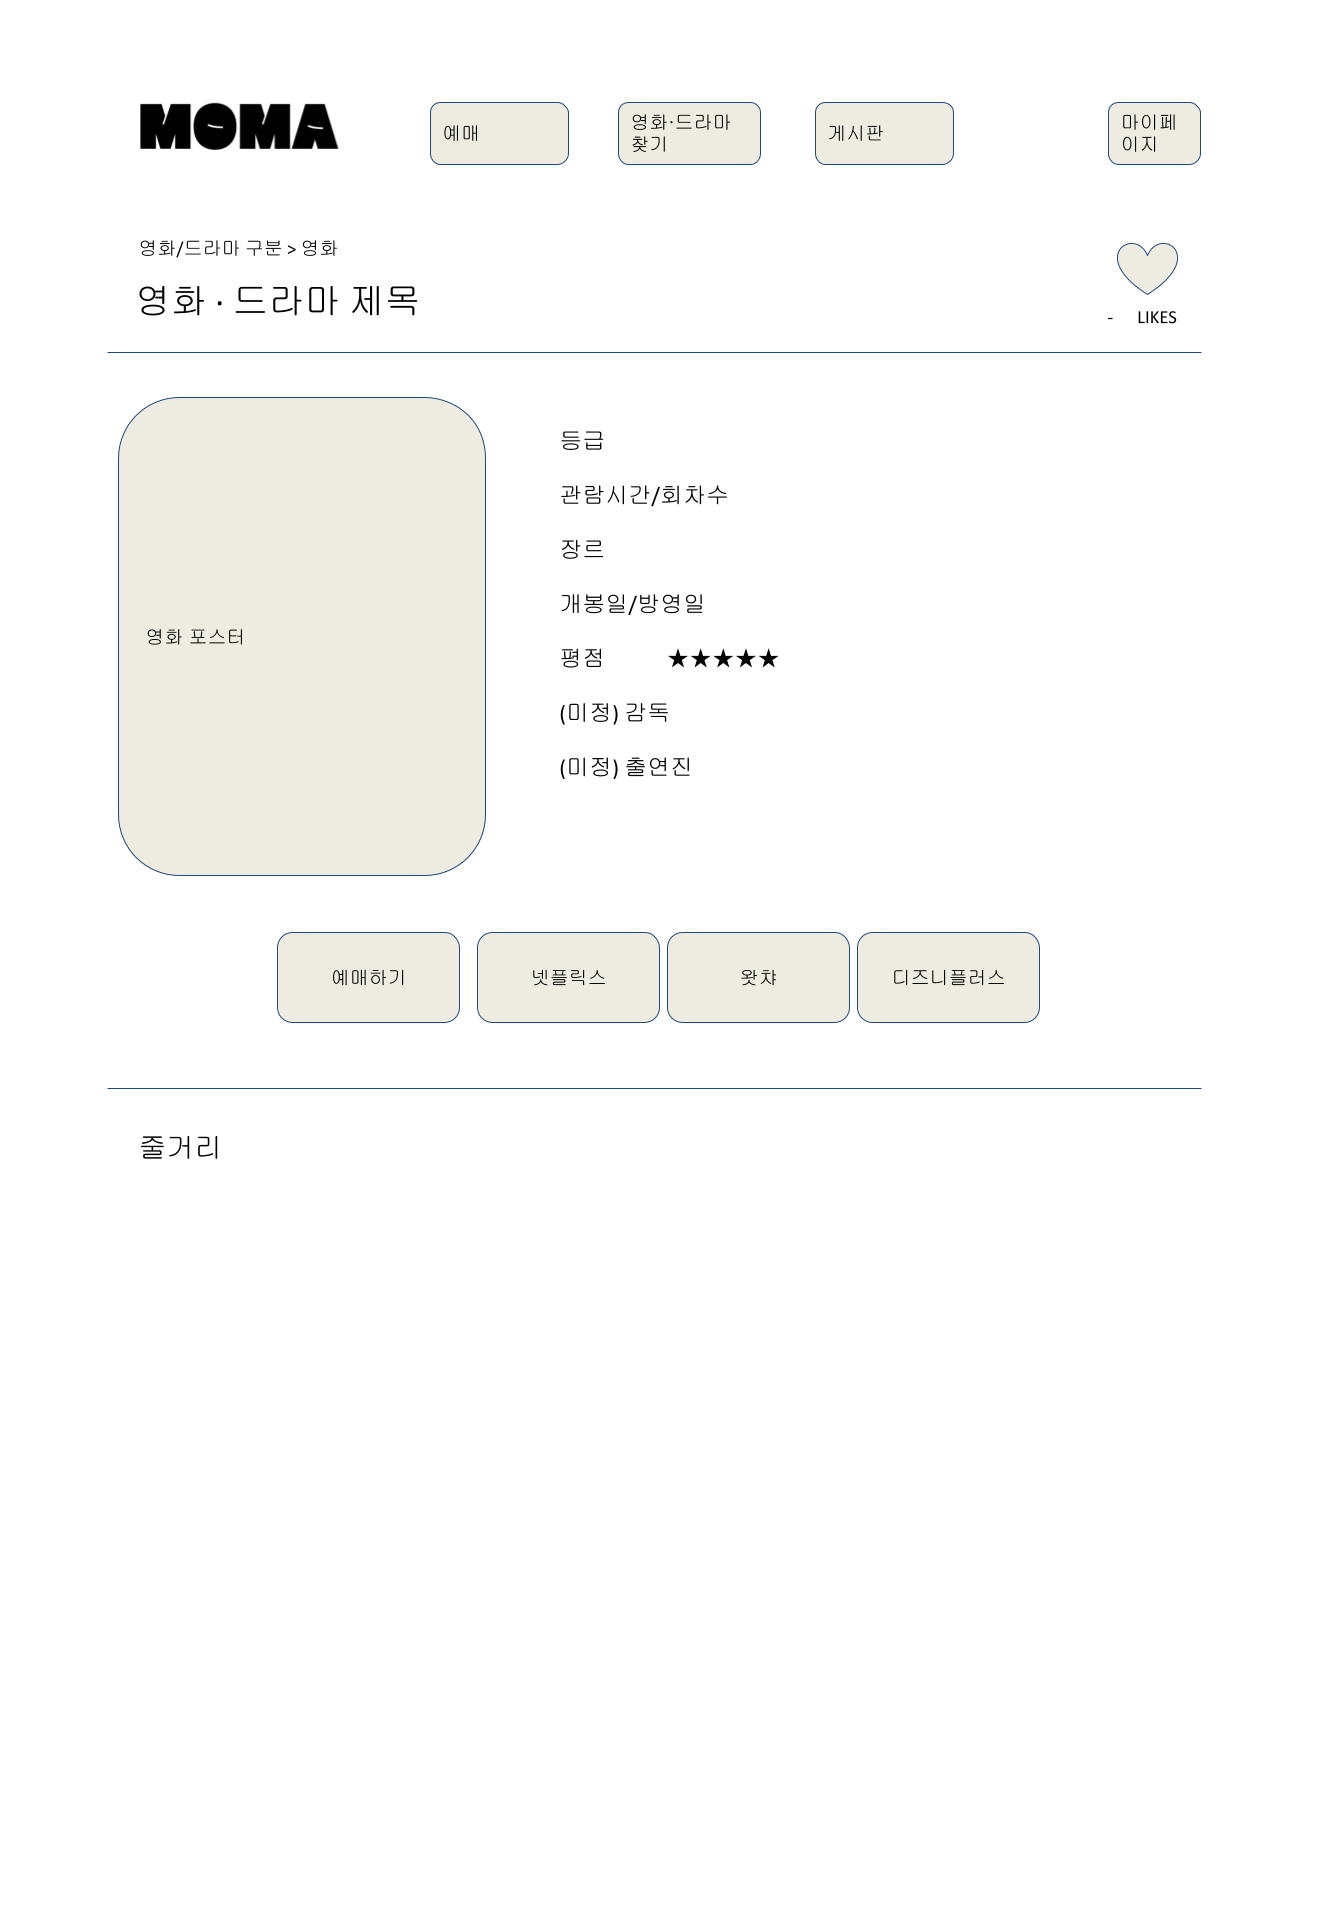 MOMA
예매
영화·드라마
찾기
게시판
마이페
이지
영화/드라마 구분 > 영화
영화 · 드라마 제목
- LIKES
영화 포스터
등급
관람시간/회차수
장르
개봉일/방영일
평점 ★★★★★
(미정) 감독
(미정) 출연진
예매하기
넷플릭스
왓챠
디즈니플러스
줄거리